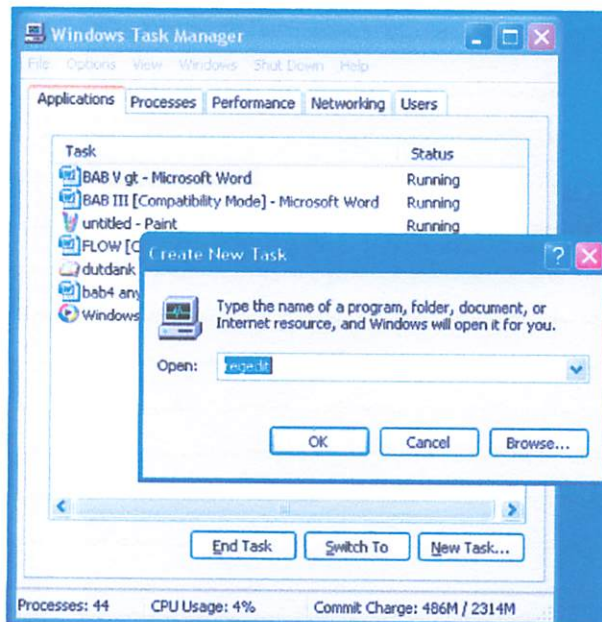 Windows Task Manager
File Options View Windows Shut Down Help
Applications Processes Performance Networking Users
Task Status
BAB V gt - Microsoft Word Running
BAB III [Compatibility Mode] - Microsoft Word Running
untitled - Paint Running
FLOW [C
dutdank
bab4 any
Windows
Create New Task
Type the name of a program, folder, document, or
Internet resource, and Windows will open it for you.
Open: regedit
OK Cancel Browse...
End Task Switch To New Task...
Processes: 44 CPU Usage: 4% Commit Charge: 486M / 2314M